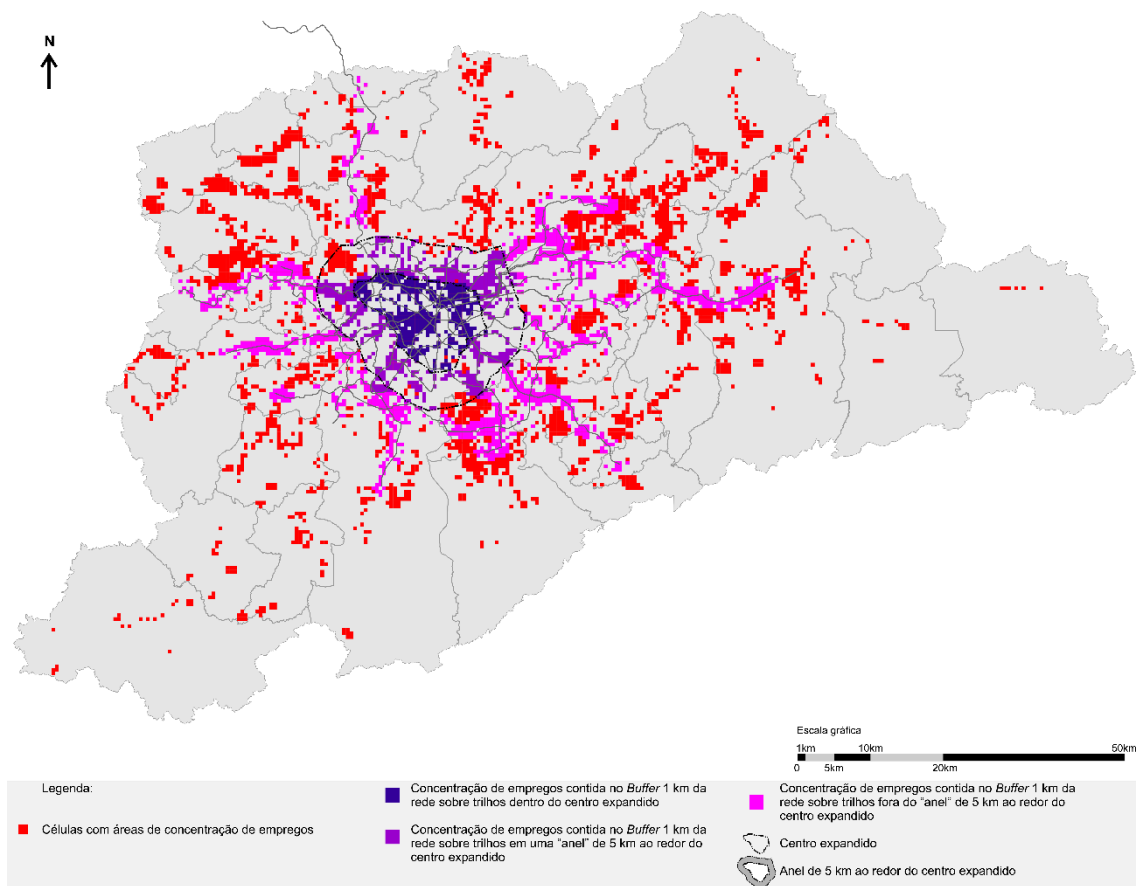 N
Escala gráfica
1km 10km 50km
0 5km 20km
Legenda:
Células com áreas de concentração de empregos
Concentração de empregos contida no Buffer 1 km da
rede sobre trilhos dentro do centro expandido
Concentração de empregos contida no Buffer 1 km da
rede sobre trilhos em uma “anel” de 5 km ao redor do
centro expandido
Concentração de empregos contida no Buffer 1 km da
rede sobre trilhos fora do “anel” de 5 km ao redor do
centro expandido
Centro expandido
Anel de 5 km ao redor do centro expandido